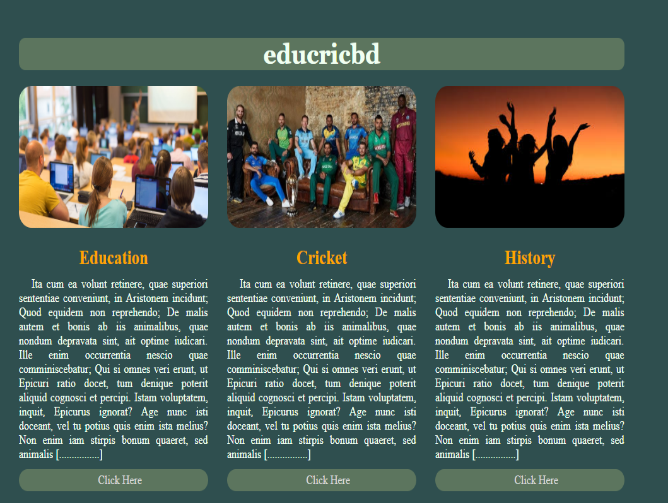 educricbd
Education
Ita cum ea volunt retinere, quae superiori
sententiae conveniunt, in Aristonem incidunt;
Quod equidem non reprehendo; De malis
autem et bonis ab iis animalibus, quae
nondum depravata sint, ait optime iudicari.
Ille enim occurrentia nescio quae
comminiscebatur; Qui si omnes veri erunt, ut
Epicuri ratio docet, tum denique poterit
aliquid cognosci et percipi. Istam voluptatem,
inquit, Epicurus ignorat? Age nunc isti
doceant, vel tu potius quis enim ista melius?
Non enim iam stirpis bonum quaeret, sed
animalis [................]
Click Here
Cricket
Ita cum ea volunt retinere, quae superiori
sententiae conveniunt, in Aristonem incidunt;
Quod equidem non reprehendo; De malis
autem et bonis ab iis animalibus, quae
nondum depravata sint, ait optime iudicari.
Ille enim occurrentia nescio quae
comminiscebatur; Qui si omnes veri erunt, ut
Epicuri ratio docet, tum denique poterit
aliquid cognosci et percipi. Istam voluptatem,
inquit, Epicurus ignorat? Age nunc isti
doceant, vel tu potius quis enim ista melius?
Non enim iam stirpis bonum quaeret, sed
animalis [................]
Click Here
History
Ita cum ea volunt retinere, quae superiori
sententiae conveniunt, in Aristonem incidunt;
Quod equidem non reprehendo; De malis
autem et bonis ab iis animalibus, quae
nondum depravata sint, ait optime iudicari.
Ille enim occurrentia nescio quae
comminiscebatur; Qui si omnes veri erunt, ut
Epicuri ratio docet, tum denique poterit
aliquid cognosci et percipi. Istam voluptatem,
inquit, Epicurus ignorat? Age nunc isti
doceant, vel tu potius quis enim ista melius?
Non enim iam stirpis bonum quaeret, sed
animalis [................]
Click Here